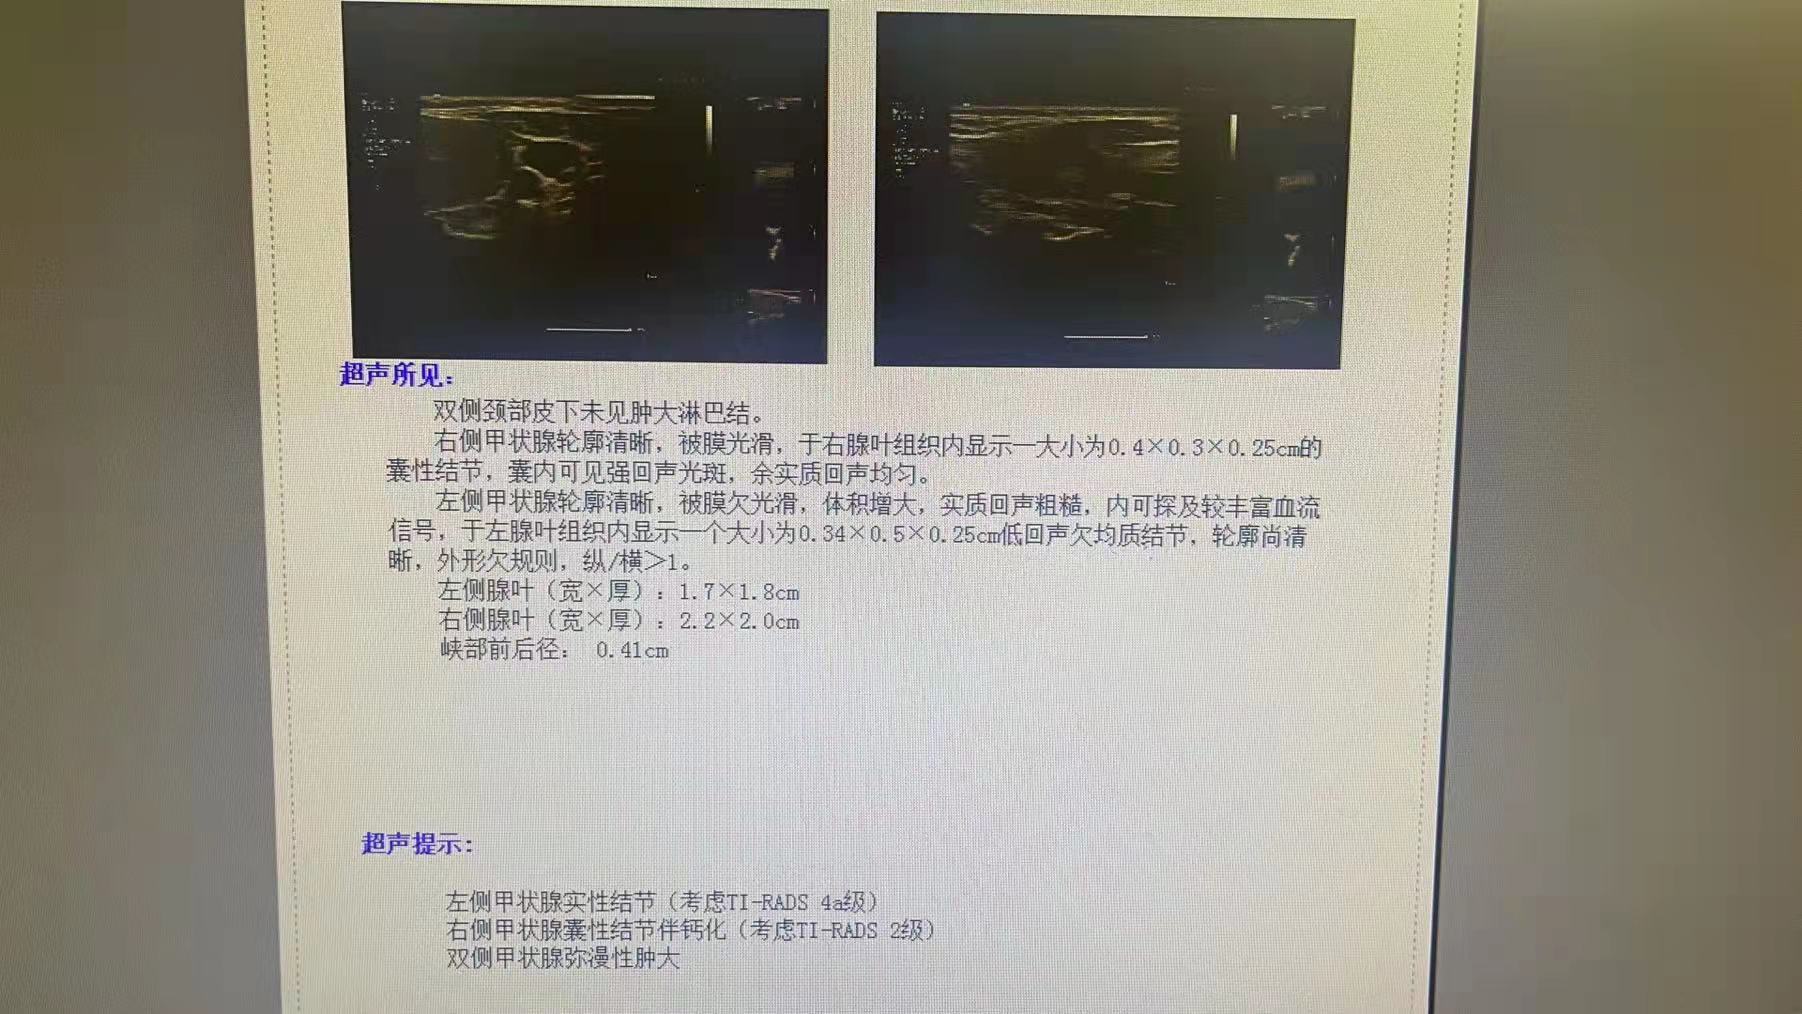 超声所见：
双侧颈部皮下未见肿大淋巴结。
右侧甲状腺轮廓清晰，被膜光滑，于右腺叶组织内显示一大小为0.4×0.3×0.25cm的
囊性结节，囊内可见强回声光斑，余实质回声均匀。
左侧甲状腺轮廓清晰，被膜欠光滑，体积增大，实质回声粗糙，内可探及较丰富血流
信号，于左腺叶组织内显示一个大小为0.34×0.5×0.25cm低回声欠均质结节，轮廓尚清
晰，外形欠规则，纵/横＞1。
左侧腺叶（宽×厚）：1.7×1.8cm
右侧腺叶（宽×厚）：2.2×2.0cm
峡部前后径： 0.41cm
超声提示：
左侧甲状腺实性结节（考虑TI-RADS 4a级）
右侧甲状腺囊性结节伴钙化（考虑TI-RADS 2级）
双侧甲状腺弥漫性肿大